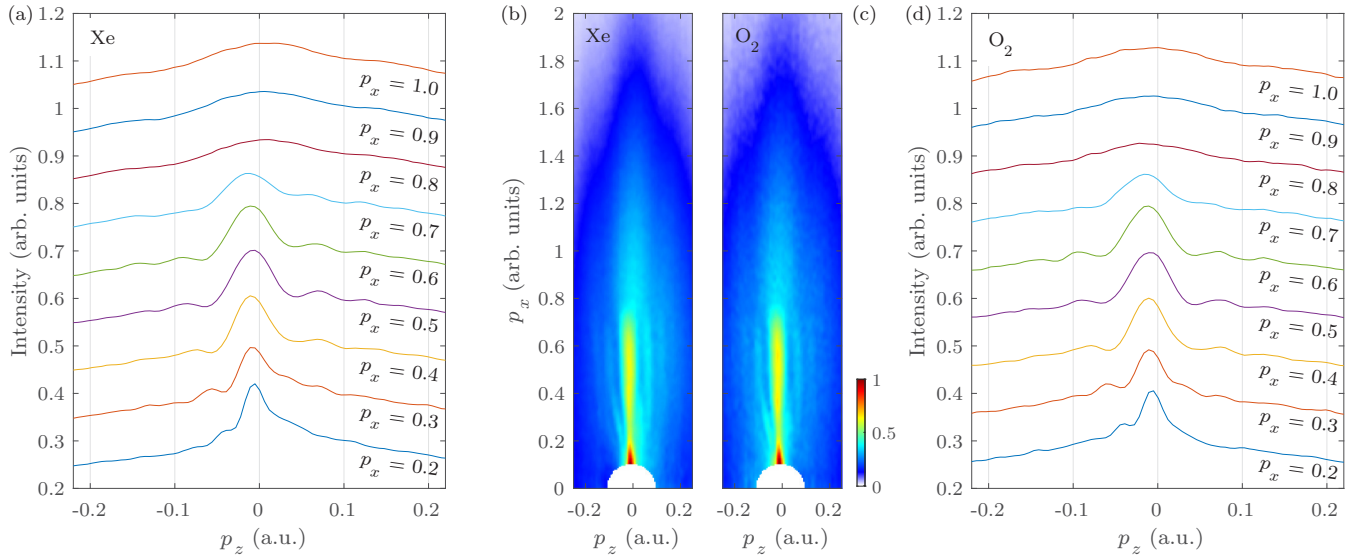 (a)
Intensity (arb. units)
1.2
1.1
1
0.9
0.8
0.7
0.6
0.5
0.4
0.3
0.2
Xe
p_x = 1.0
p_x = 0.9
p_x = 0.8
p_x = 0.7
p_x = 0.6
p_x = 0.5
p_x = 0.4
p_x = 0.3
p_x = 0.2
-0.2 -0.1 0 0.1 0.2
p_z (a.u.)
(b)
p_x (arb. units)
2
1.8
1.6
1.4
1.2
1
0.8
0.6
0.4
0.2
0
Xe
-0.2 0 0.2
p_z (a.u.)
(c)
O_2
1
0.5
0
-0.2 0 0.2
p_z (a.u.)
(d)
Intensity (arb. units)
1.2
1.1
1
0.9
0.8
0.7
0.6
0.5
0.4
0.3
0.2
O_2
p_x = 1.0
p_x = 0.9
p_x = 0.8
p_x = 0.7
p_x = 0.6
p_x = 0.5
p_x = 0.4
p_x = 0.3
p_x = 0.2
-0.2 -0.1 0 0.1 0.2
p_z (a.u.)